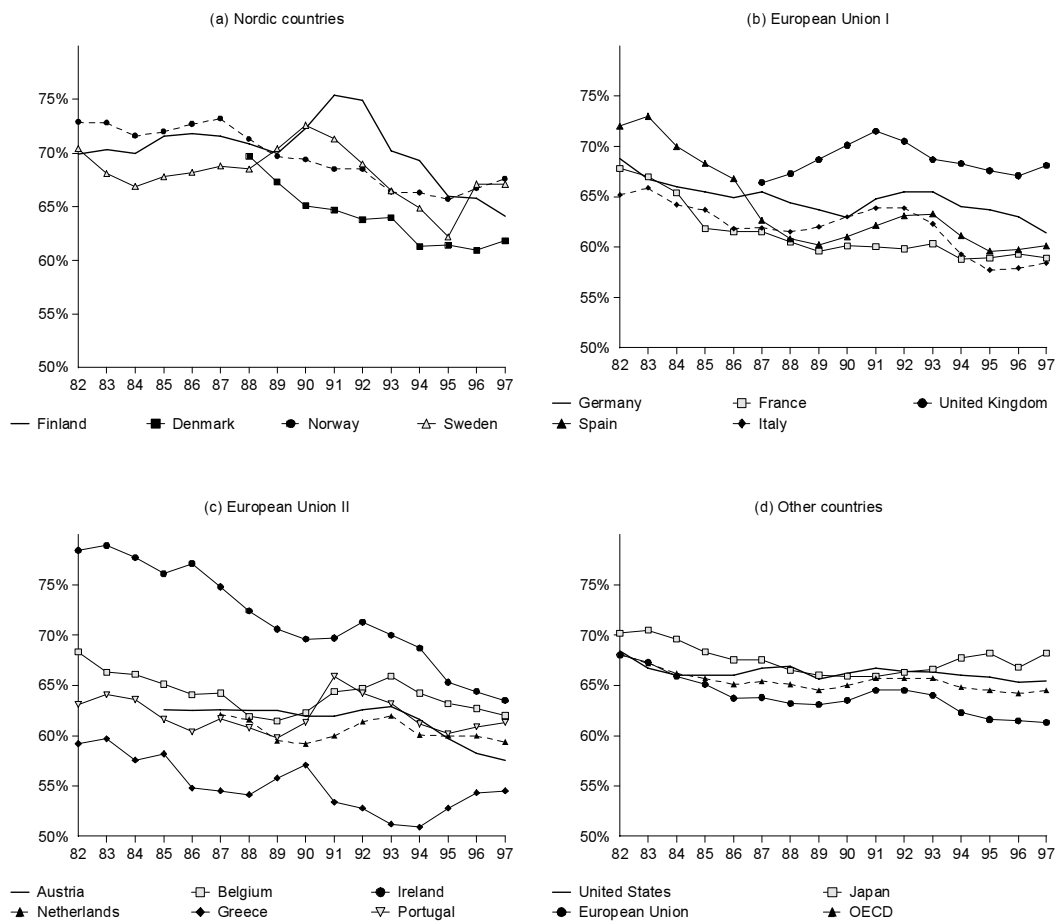 (a) Nordic countries
75%
70%
65%
60%
55%
50%
82 83 84 85 86 87 88 89 90 91 92 93 94 95 96 97
Finland Denmark Norway Sweden
(b) European Union I
75%
70%
65%
60%
55%
50%
82 83 84 85 86 87 88 89 90 91 92 93 94 95 96 97
Germany France United Kingdom
Spain Italy
(c) European Union II
75%
70%
65%
60%
55%
50%
82 83 84 85 86 87 88 89 90 91 92 93 94 95 96 97
Austria Belgium Ireland
Netherlands Greece Portugal
(d) Other countries
75%
70%
65%
60%
55%
50%
82 83 84 85 86 87 88 89 90 91 92 93 94 95 96 97
United States Japan
European Union OECD